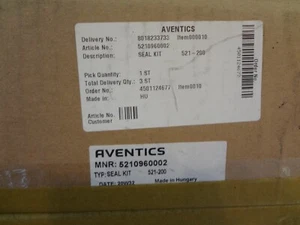 AVENTICS
Delivery No.: 8010233733 Item000010
Article No.: 5210960002
Description: SEAL KIT 521-200
Pick Quantity: 1 ST
Total Delivery Qty: 3 ST
Order No.: Item0010
Made in: HU
Article No
Customer
AVENTICS
MNR: 5210960002
TYP: SEAL KIT 521-200
DATE: Made in Hungary